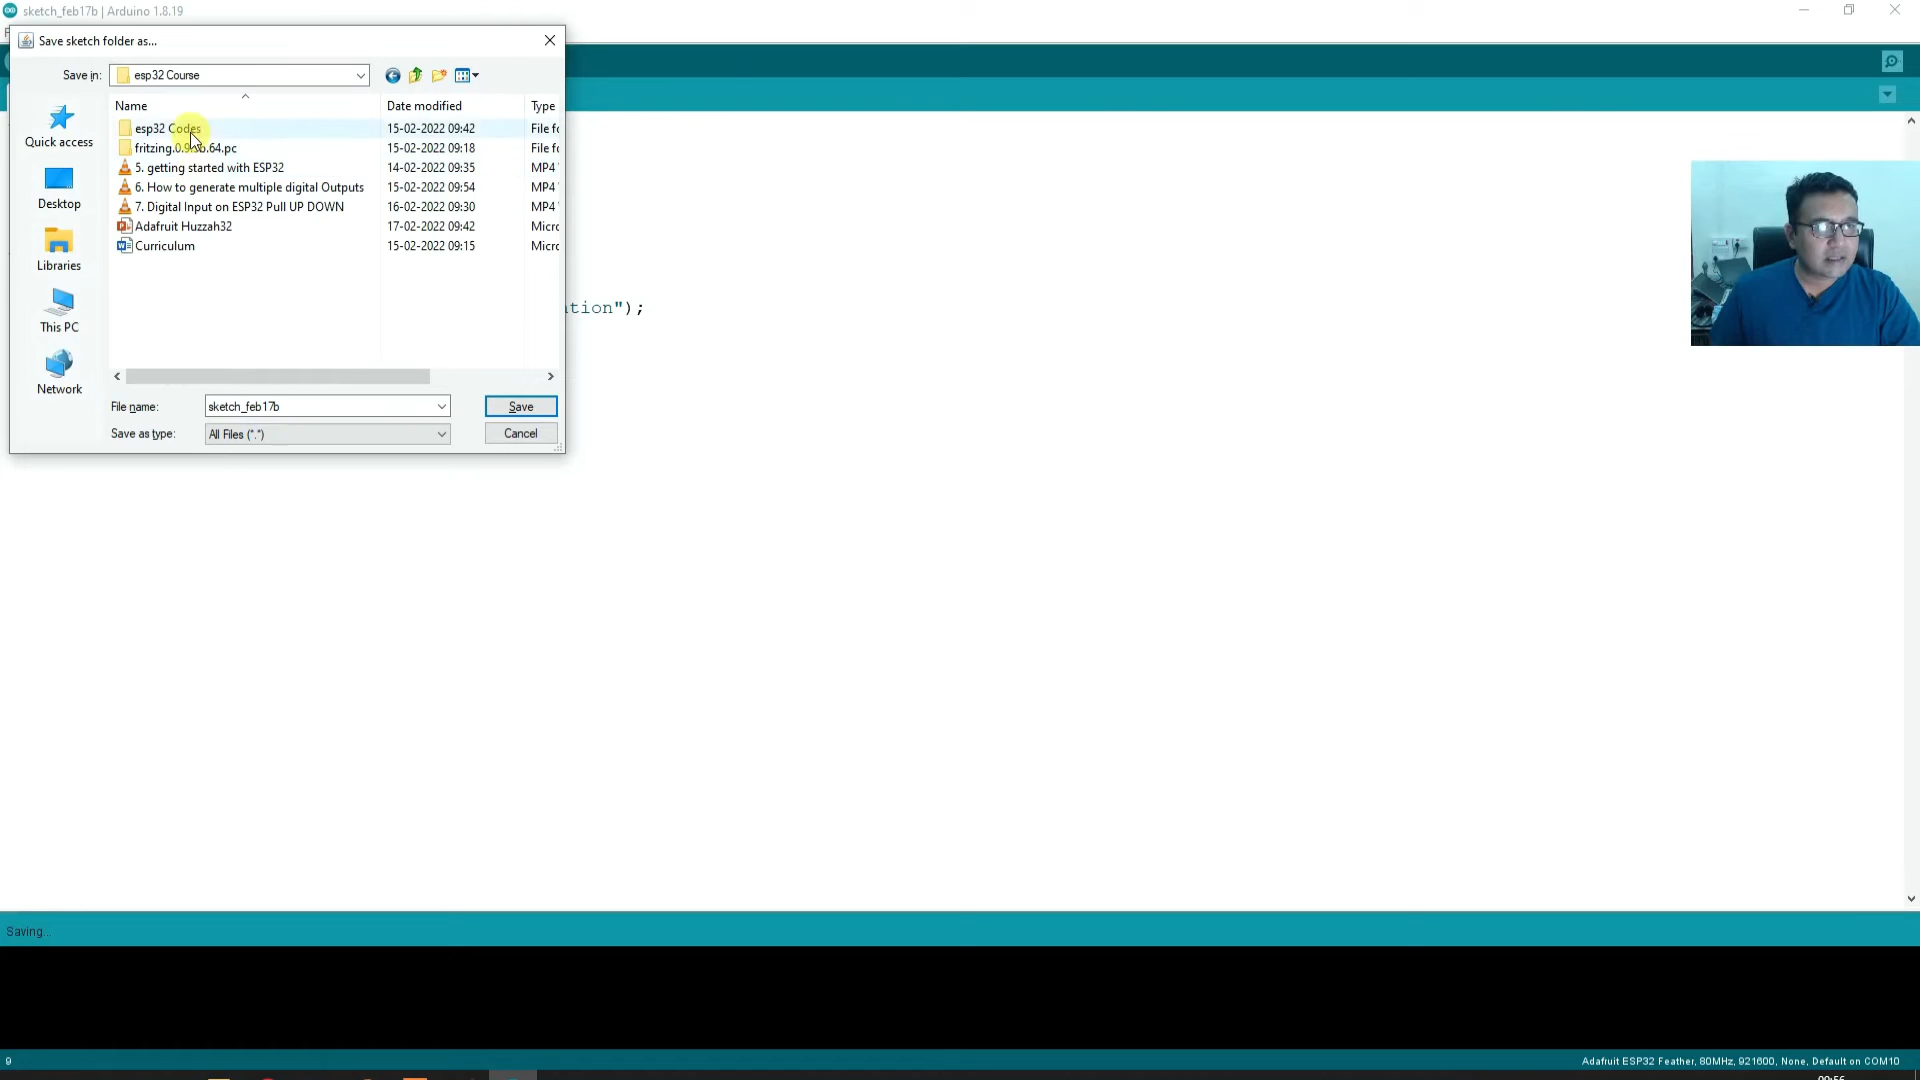 sketch_feb17b | Arduino 1.8.19
Save sketch folder as...
Save in: esp32 Course
Name Date modified Type
esp32 Codes 15-02-2022 09:42 File fo
15-02-2022 09:18 File fo
5. getting started with ESP32 14-02-2022 09:35 MP4
6. How to generate multiple digital Outputs 15-02-2022 09:54 MP4
7. Digital Input on ESP32 Pull UP DOWN 16-02-2022 09:30 MP4
Adafruit Huzzah32 17-02-2022 09:42 Micro
Curriculum 15-02-2022 09:15 Micro
Quick access
Desktop
Libraries
This PC
Network
tion");
File name: sketch_feb17b Save
Save as type: All Files (*.*) Cancel
Saving...
9 Adafruit ESP32 Feather, 80MHz, 921600, None, Default on COM10